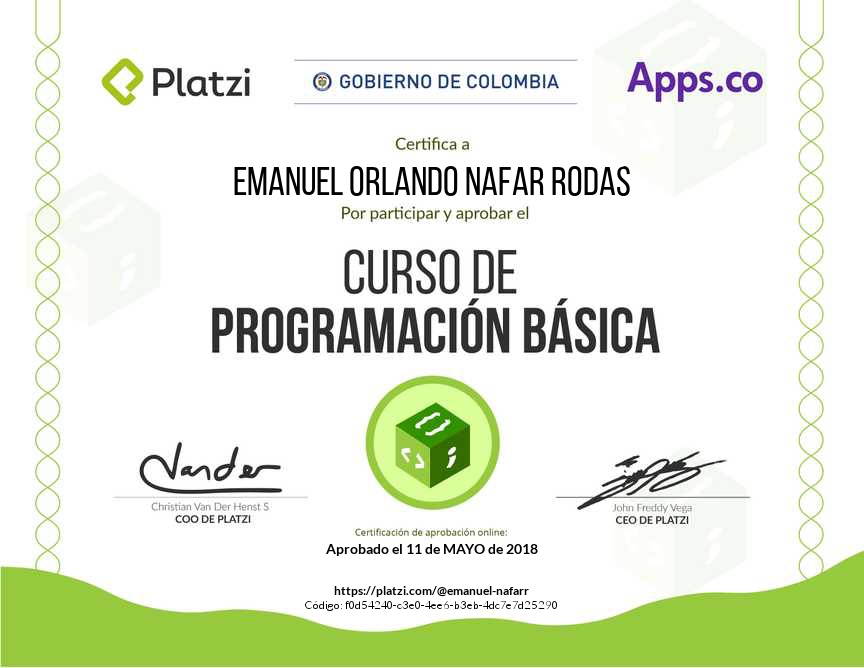 Platzi
GOBIERNO DE COLOMBIA
Apps.co
Certifica a
EMANUEL ORLANDO NAFAR RODAS
Por participar y aprobar el
CURSO DE
PROGRAMACIÓN BÁSICA
Christian Van Der Henst S
COO DE PLATZI
John Freddy Vega
CEO DE PLATZI
Certificación de aprobación online:
Aprobado el 11 de MAYO de 2018
https://platzi.com/@emanuel-nafarr
Código: f0d54240-c3e0-4ee6-b3eb-4dc7e7d25290